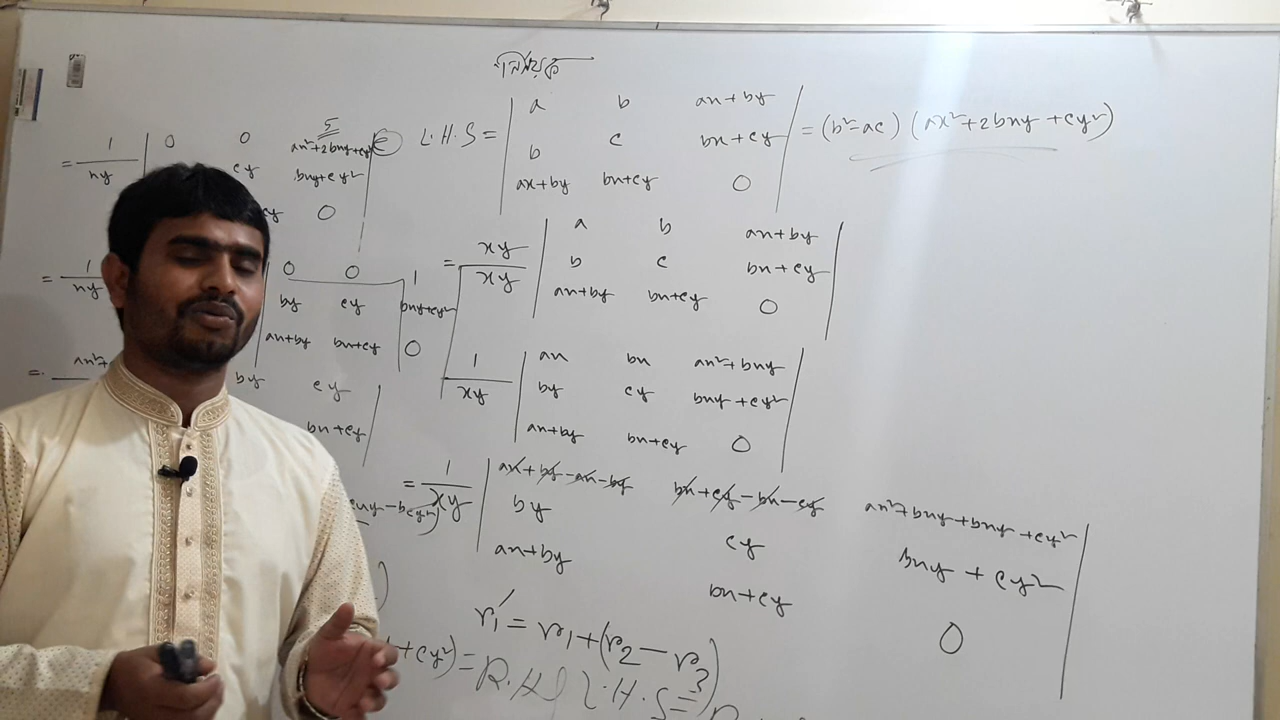 নির্ণায়ক
L.H.S = | a b ax+by | = (b²-ac) (ax²+2bxy+cy²)
b c bx+cy
ax+by bx+cy 0
= xy/xy | a b ax+by |
b c bx+cy
ax+by bx+cy 0
1/xy | ax bx ax²+bxy |
by cy bxy+cy²
ax+by bx+cy 0
= 1/xy | ax+by-ax-by bx+cy-bx-cy ax²+bxy+bxy+cy² |
by cy bxy+cy²
ax+by bx+cy 0
r₁′ = r₁+(r₂-r₃)
= 1/xy | 0 0 ax²+2bxy+cy² |
cy bxy+cy²
cy 0
= 1/xy | 0 0 1
by cy bxy+cy²
ax+by bx+cy 0
= ax²+
by cy
bx+cy
cxy-bcy²)
+cy²) = R.H.S
L.H.S =